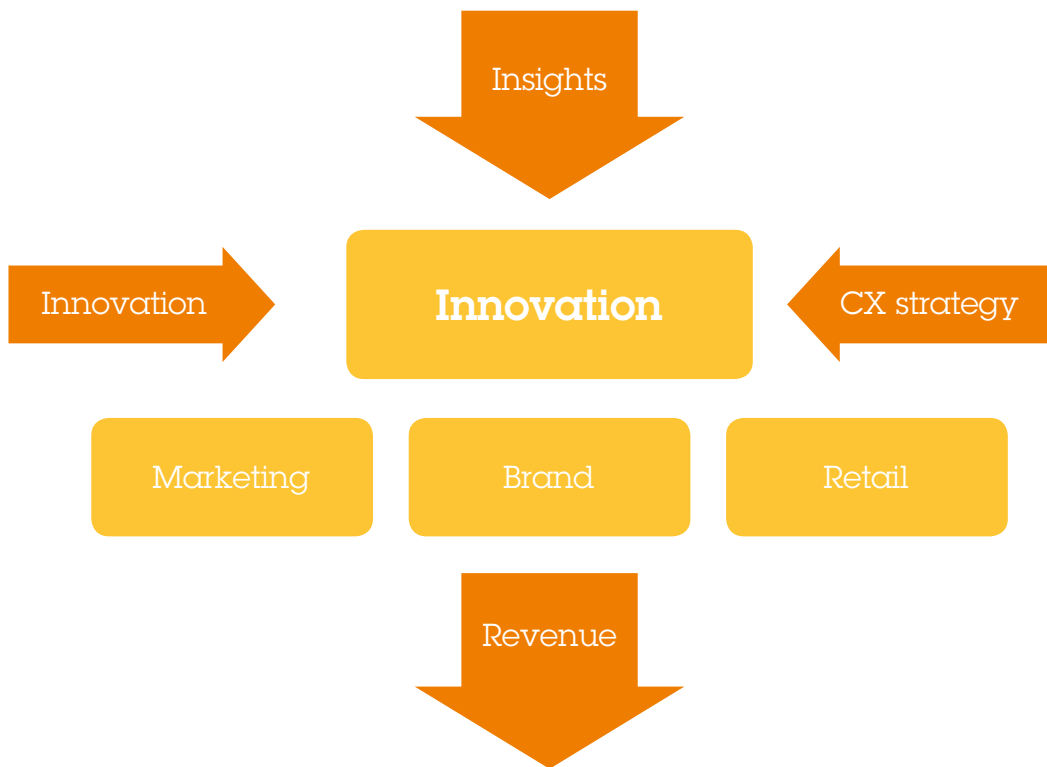 Insights
Innovation
Innovation
CX strategy
Marketing
Brand
Retail
Revenue